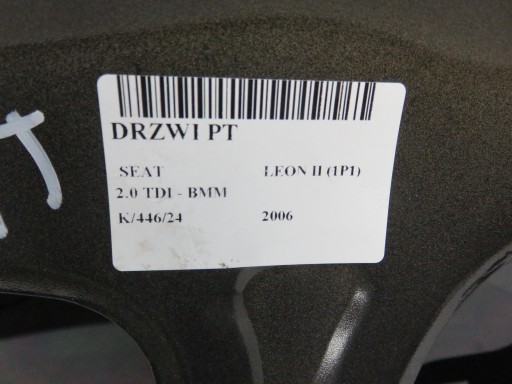 DRZWI PT
SEAT LEON II (1P1)
2.0 TDI - BMM
K/446/24 2006